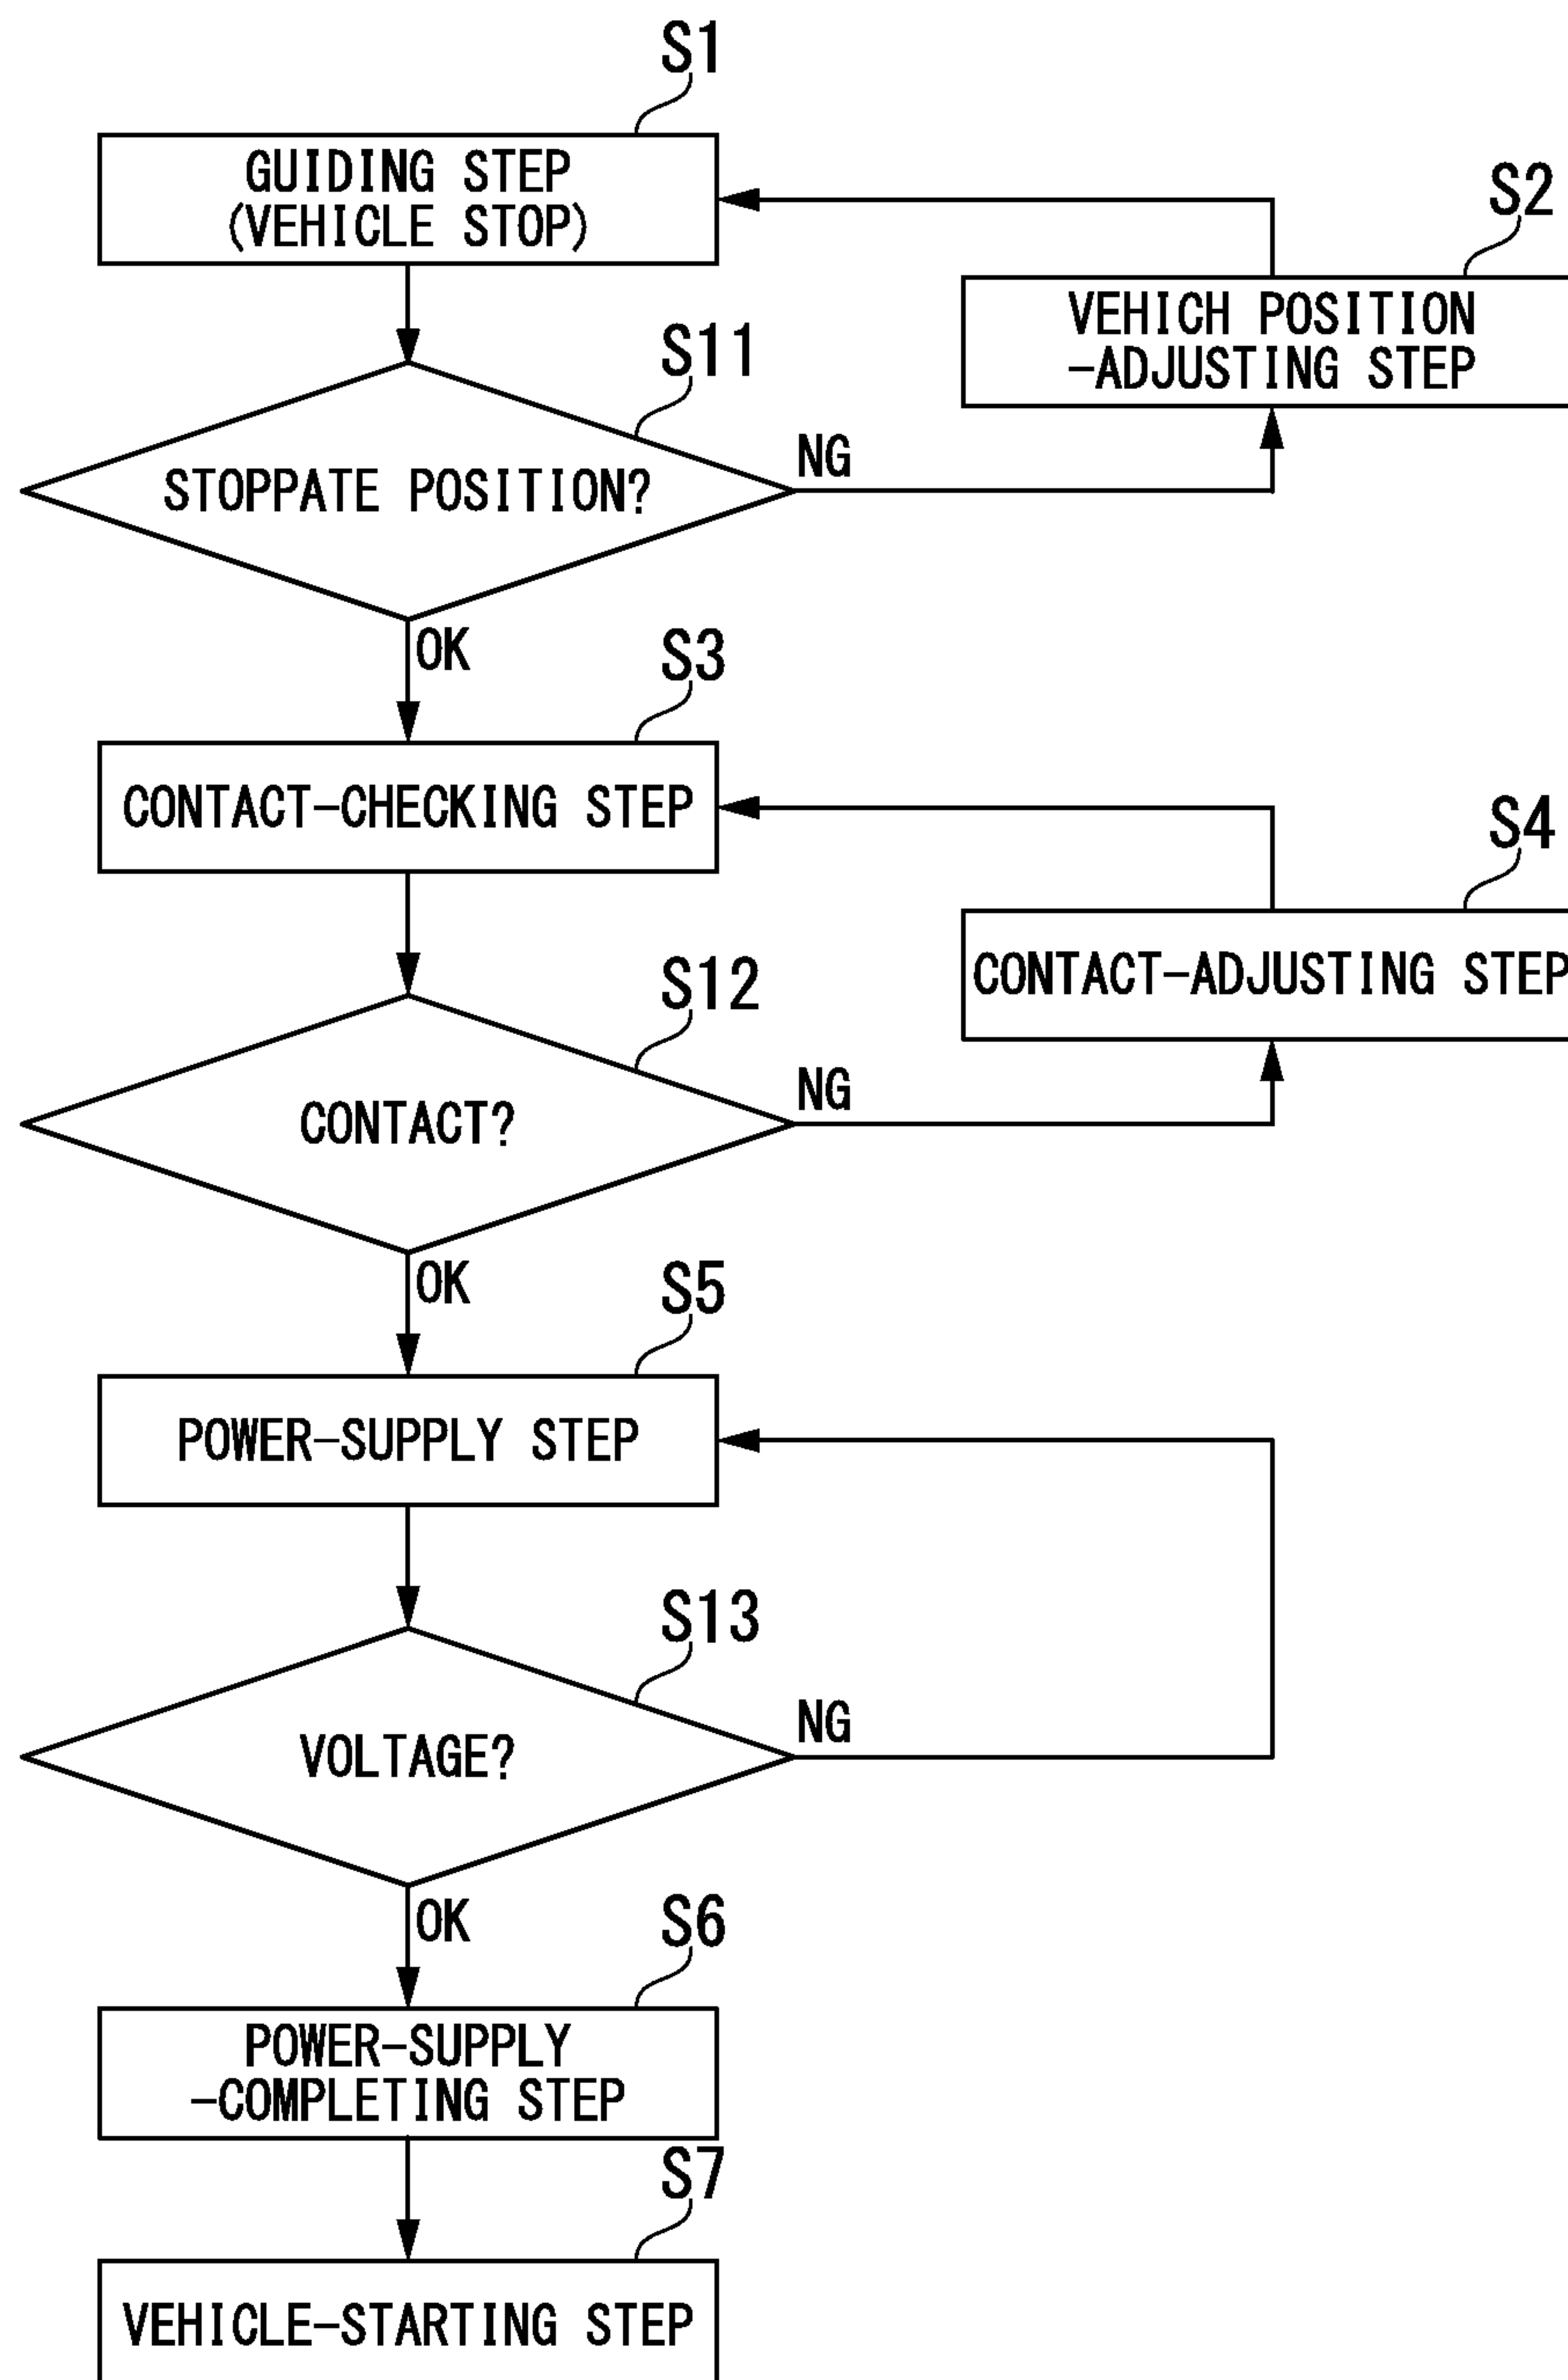 S1
GUIDING STEP
(VEHICLE STOP)
S2
VEHICH POSITION
-ADJUSTING STEP
S11
STOPPATE POSITION?
NG
OK
S3
CONTACT-CHECKING STEP
S4
CONTACT-ADJUSTING STEP
S12
CONTACT?
NG
OK
S5
POWER-SUPPLY STEP
S13
VOLTAGE?
NG
OK
S6
POWER-SUPPLY
-COMPLETING STEP
S7
VEHICLE-STARTING STEP